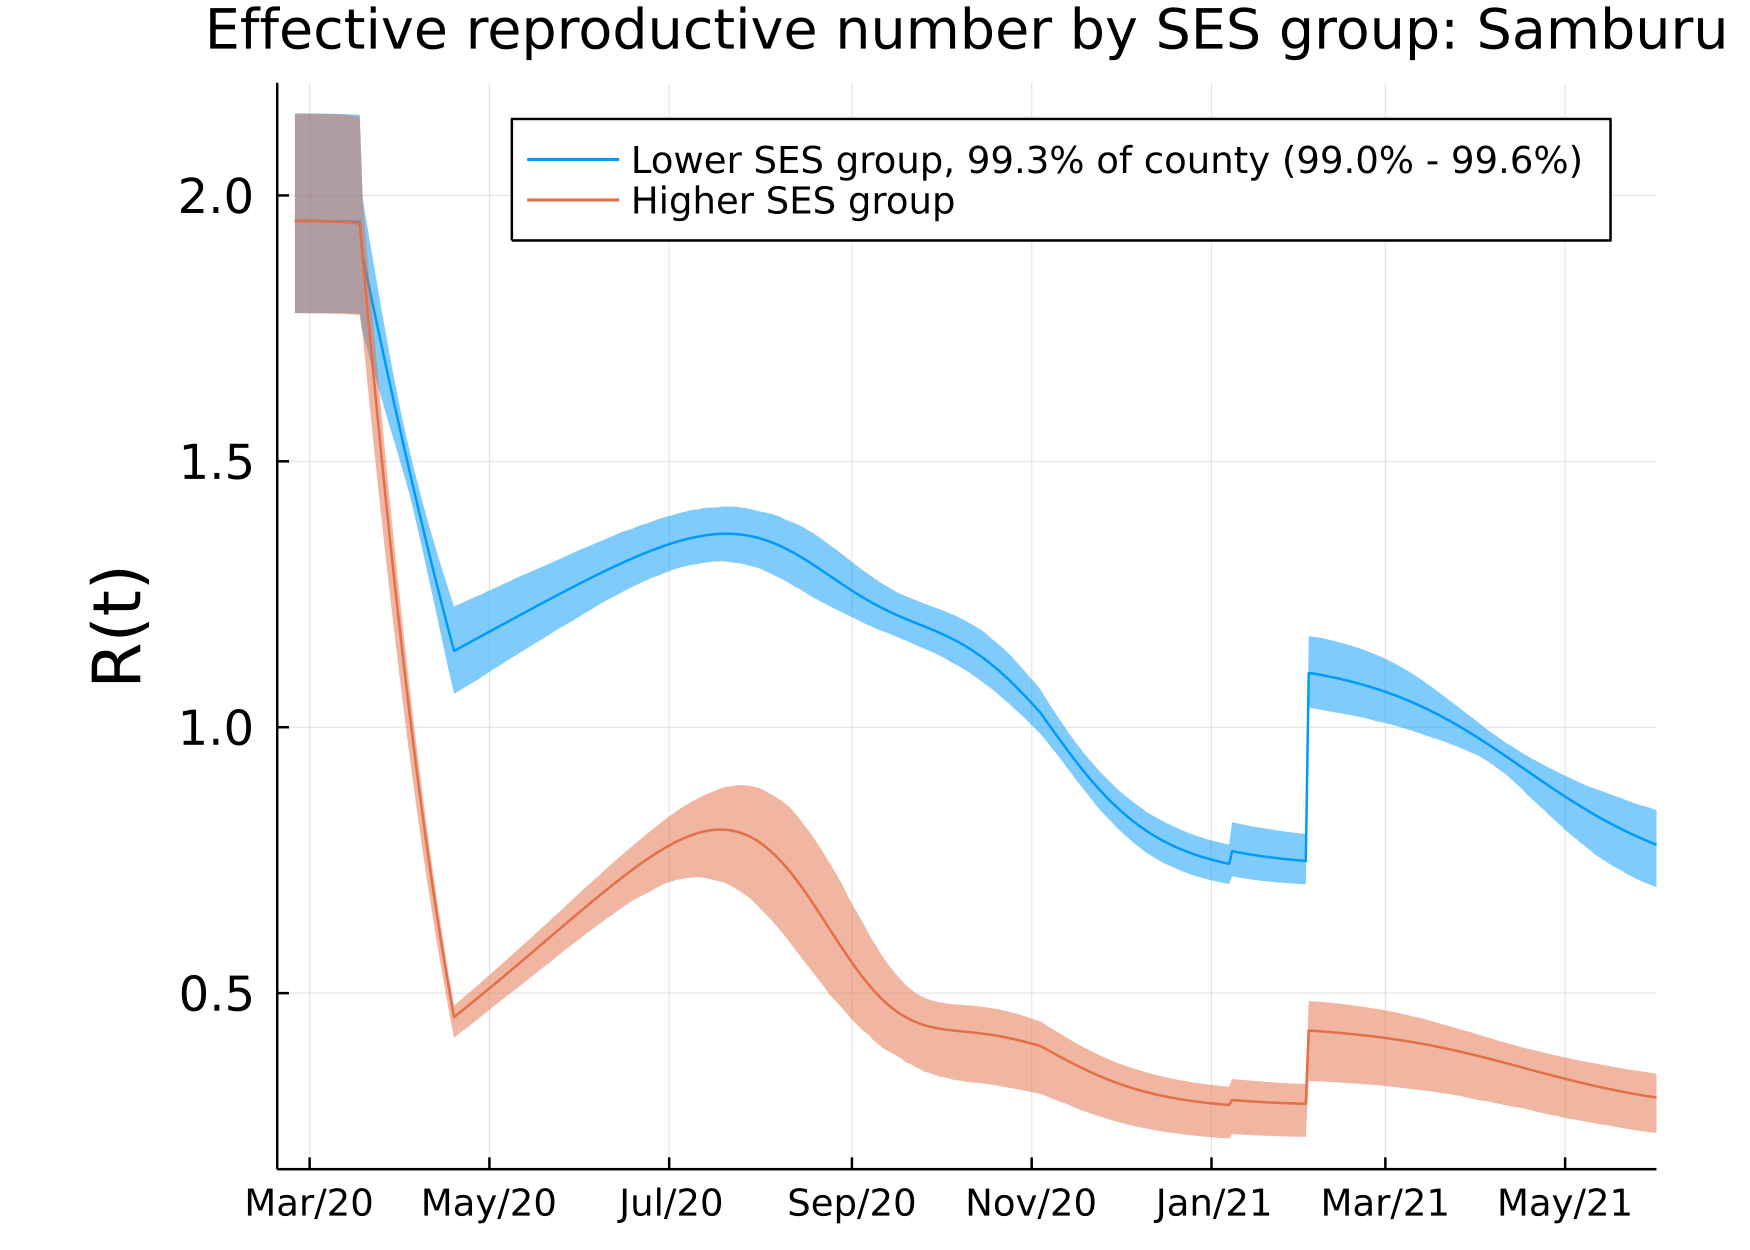 Effective reproductive number by SES group: Samburu
Lower SES group, 99.3% of county (99.0% - 99.6%)
Higher SES group
R(t)
2.0
1.5
1.0
0.5
Mar/20 May/20 Jul/20 Sep/20 Nov/20 Jan/21 Mar/21 May/21